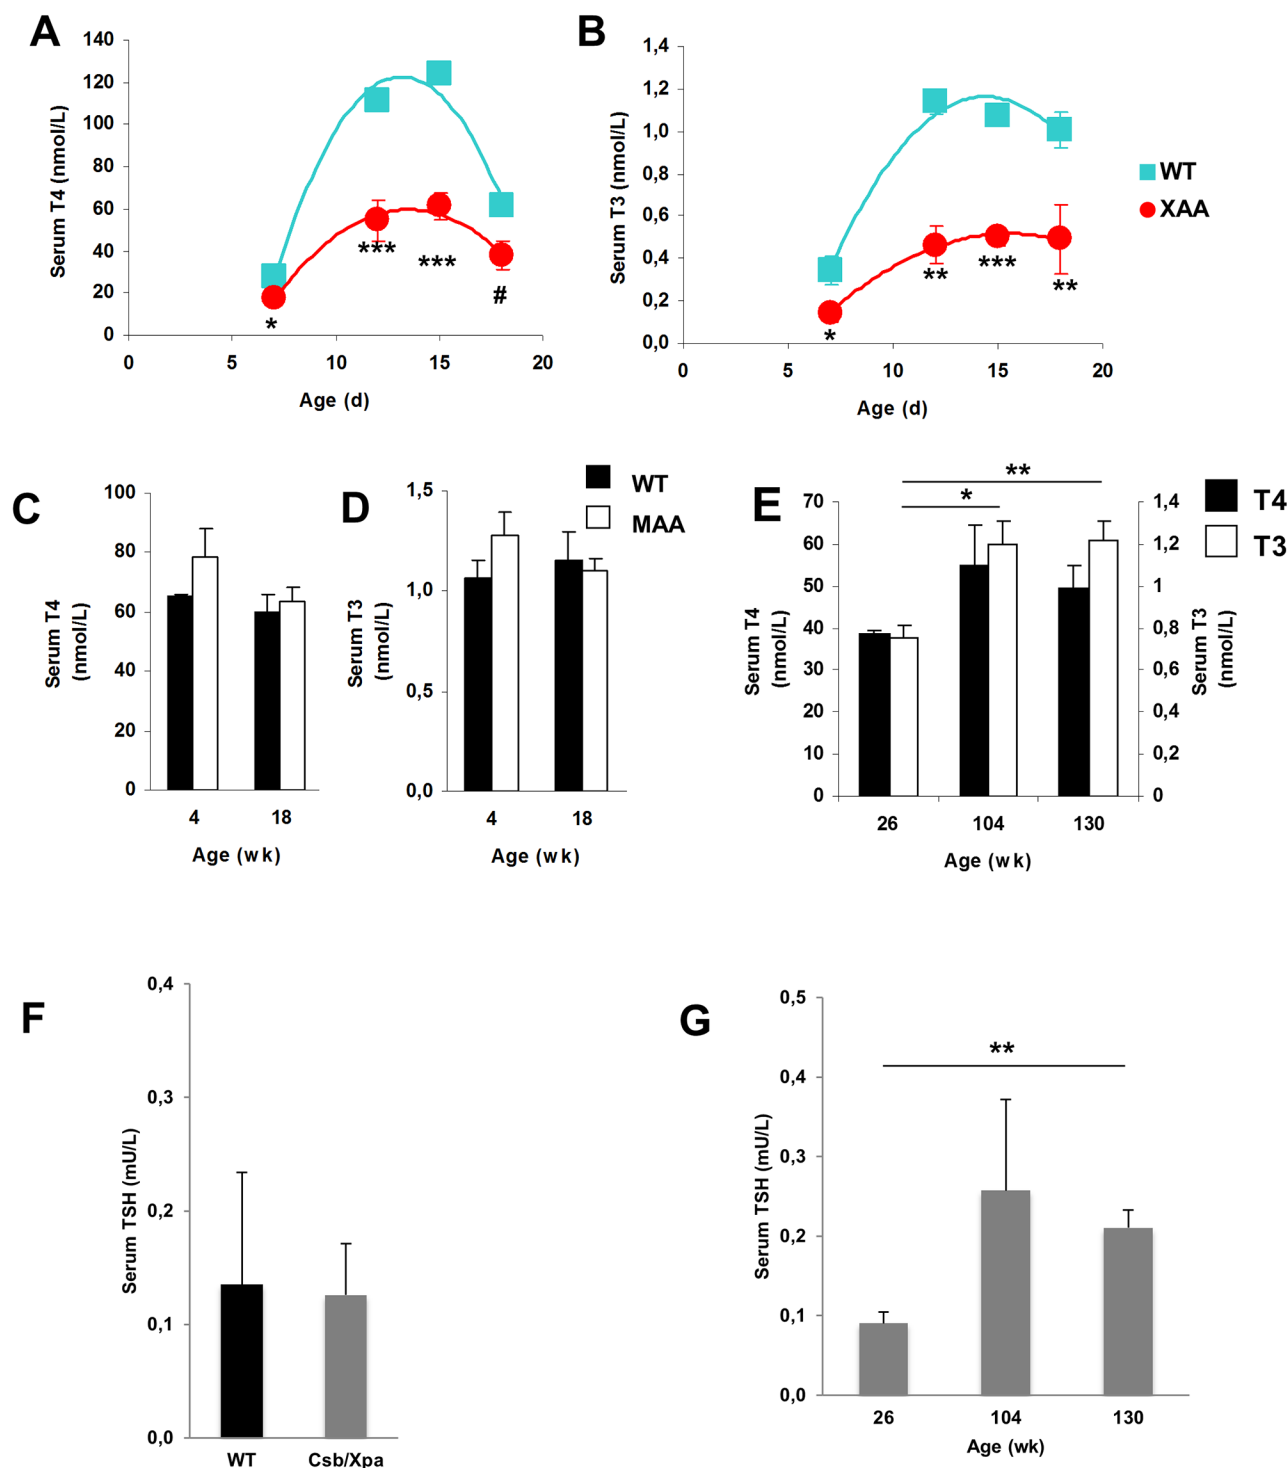 A
Serum T4 (nmol/L)
140
120
100
80
60
40
20
0
0 5 10 15 20
Age (d)
*
***
***
#
B
Serum T3 (nmol/L)
1,4
1,2
1,0
0,8
0,6
0,4
0,2
0,0
0 5 10 15 20
Age (d)
*
**
***
**
WT
XAA
C
Serum T4
(nmol/L)
100
80
60
40
20
0
4 18
Age (wk)
D
Serum T3
(nmol/L)
1,5
1,0
0,5
0,0
4 18
Age (wk)
WT
MAA
E
Serum T4
(nmol/L)
70
60
50
40
30
20
10
0
**
*
1,4
1,2
1
0,8
0,6
0,4
0,2
0
Serum T3
(nmol/L)
26 104 130
Age (wk)
T4
T3
F
Serum TSH (mU/L)
0,4
0,3
0,2
0,1
0,0
WT Csb/Xpa
G
Serum TSH (mU/L)
0,5
0,4
0,3
0,2
0,1
0,0
**
26 104 130
Age (wk)